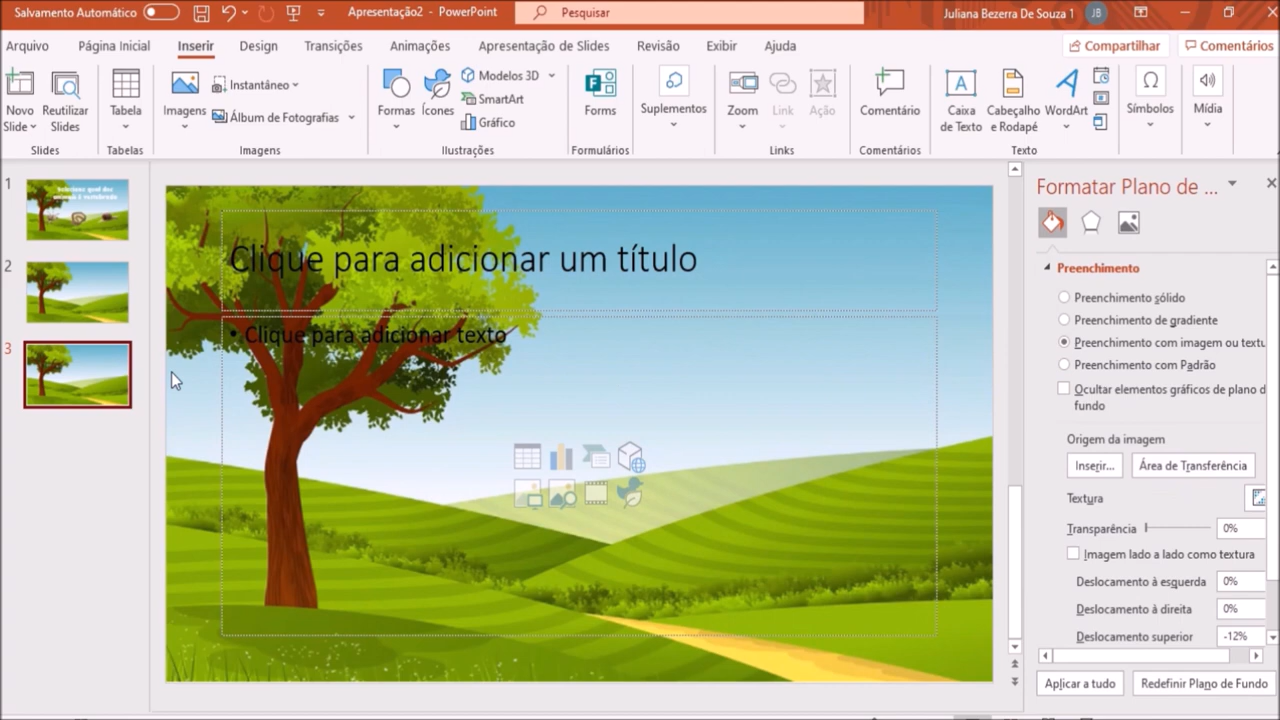 Salvamento Automático
Apresentação2 - PowerPoint
Pesquisar
Juliana Bezerra De Souza 1
JB
Arquivo
Página Inicial
Inserir
Design
Transições
Animações
Apresentação de Slides
Revisão
Exibir
Ajuda
Compartilhar
Comentários
Novo
Slide
Reutilizar
Slides
Slides
Tabela
Tabelas
Imagens
Instantâneo
Álbum de Fotografias
Imagens
Formas
Ícones
Modelos 3D
SmartArt
Gráfico
Ilustrações
Forms
Formulários
Suplementos
Zoom
Link
Ação
Links
Comentário
Comentários
Caixa
de Texto
Cabeçalho
e Rodapé
WordArt
Texto
Símbolos
Mídia
1
Selecione qual dos
animais é vertebrado
2
3
Clique para adicionar um título
• Clique para adicionar texto
Formatar Plano de ...
Preenchimento
Preenchimento sólido
Preenchimento de gradiente
Preenchimento com imagem ou textu
Preenchimento com Padrão
Ocultar elementos gráficos de plano d
fundo
Origem da imagem
Inserir...
Área de Transferência
Textura
Transparência
0%
Imagem lado a lado como textura
Deslocamento à esquerda
0%
Deslocamento à direita
0%
Deslocamento superior
-12%
Aplicar a tudo
Redefinir Plano de Fundo